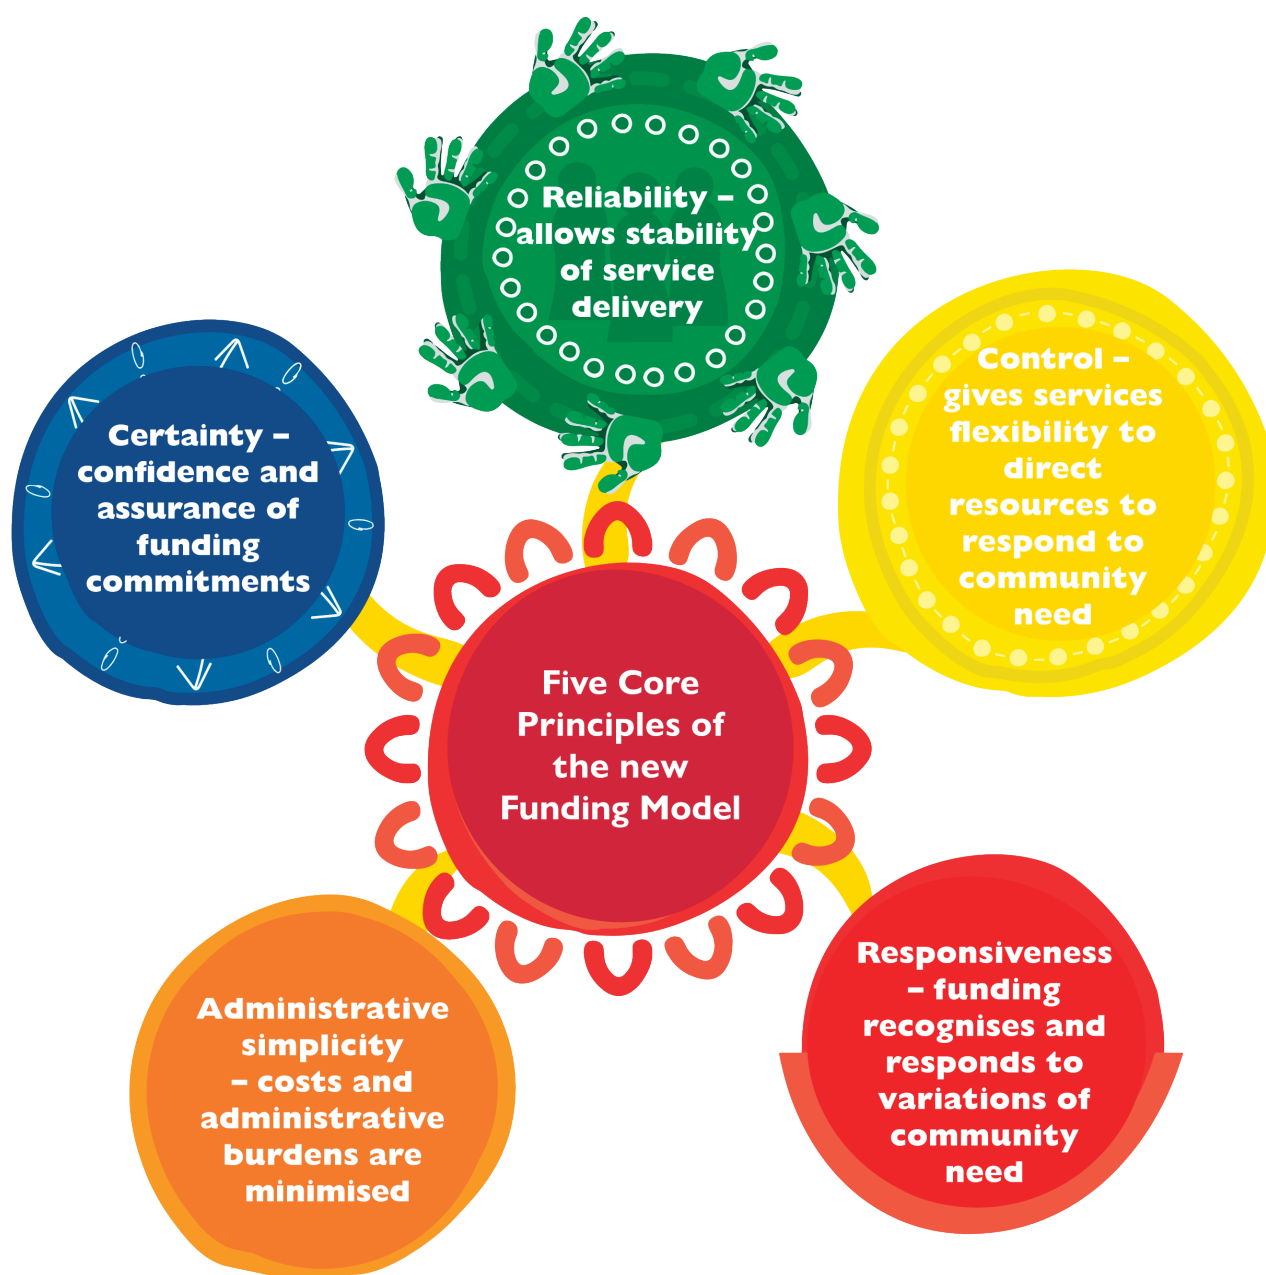 Reliability –
allows stability
of service
delivery
Control –
gives services
flexibility to
direct
resources to
respond to
community
need
Certainty –
confidence and
assurance of
funding
commitments
Five Core
Principles of
the new
Funding Model
Responsiveness
– funding
recognises and
responds to
variations of
community
need
Administrative
simplicity
– costs and
administrative
burdens are
minimised